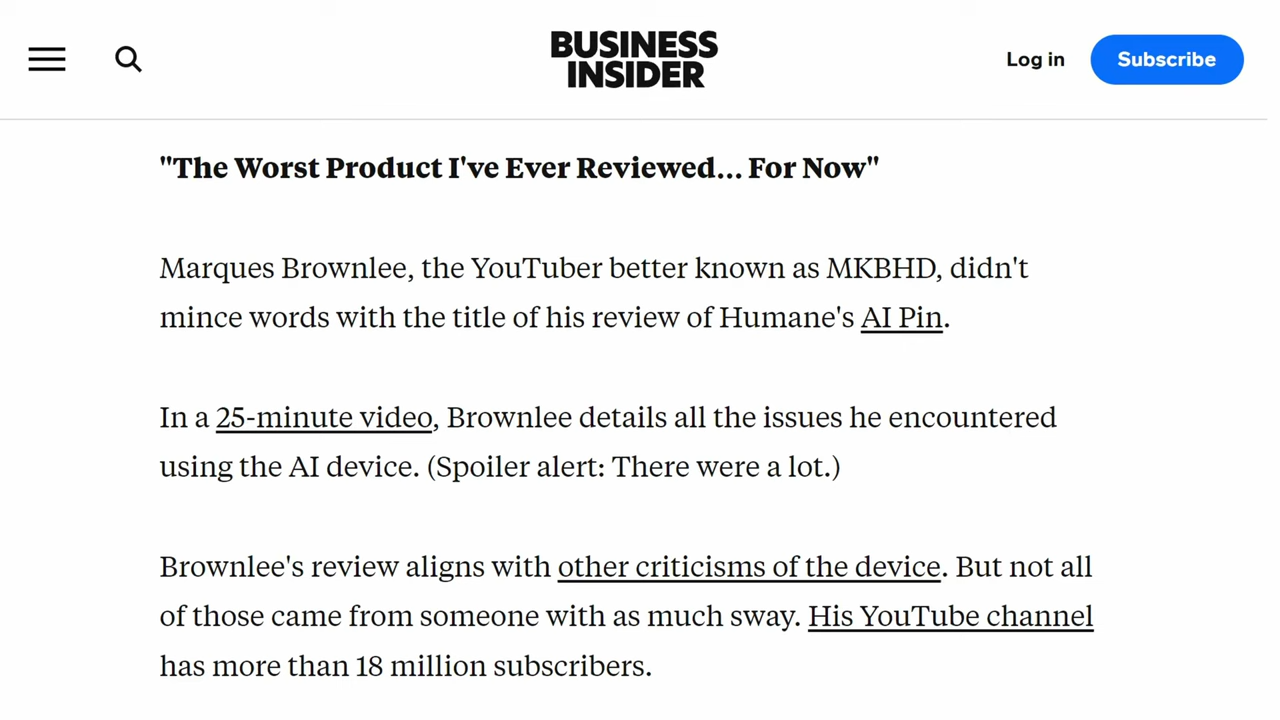 BUSINESS
INSIDER
Log in
Subscribe
"The Worst Product I've Ever Reviewed... For Now"
Marques Brownlee, the YouTuber better known as MKBHD, didn't
mince words with the title of his review of Humane's AI Pin.
In a 25-minute video, Brownlee details all the issues he encountered
using the AI device. (Spoiler alert: There were a lot.)
Brownlee's review aligns with other criticisms of the device. But not all
of those came from someone with as much sway. His YouTube channel
has more than 18 million subscribers.